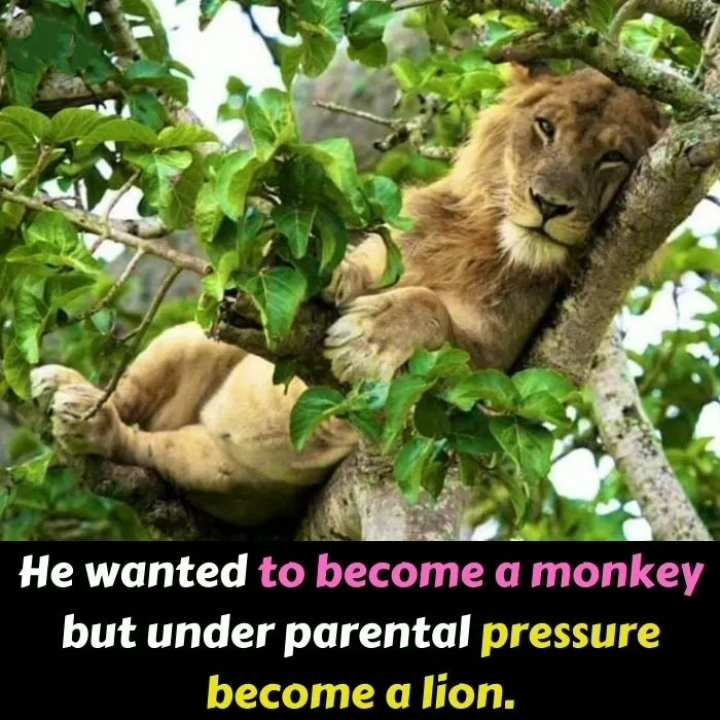 He wanted to become a monkey
but under parental pressure
become a lion.